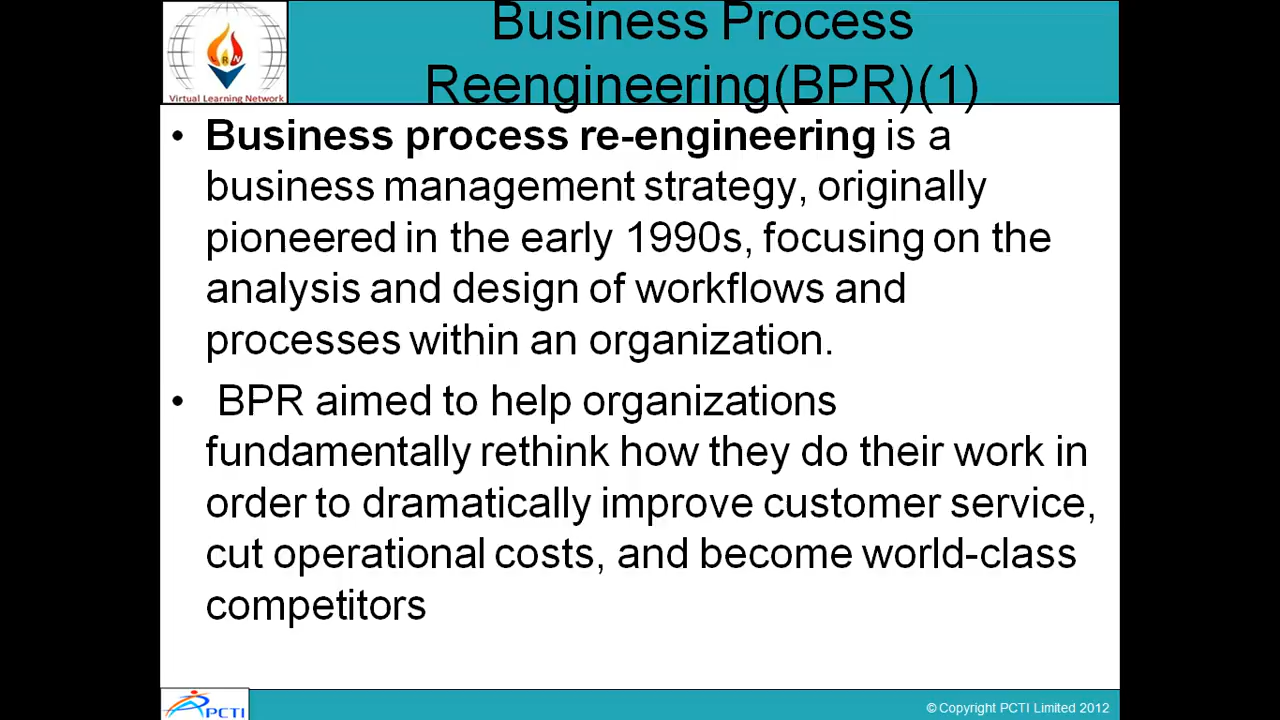 Business Process
Reengineering(BPR)(1)
LRN
Virtual Learning Network
• Business process re-engineering is a
business management strategy, originally
pioneered in the early 1990s, focusing on the
analysis and design of workflows and
processes within an organization.
• BPR aimed to help organizations
fundamentally rethink how they do their work in
order to dramatically improve customer service,
cut operational costs, and become world-class
competitors
PCTI
© Copyright PCTI Limited 2012